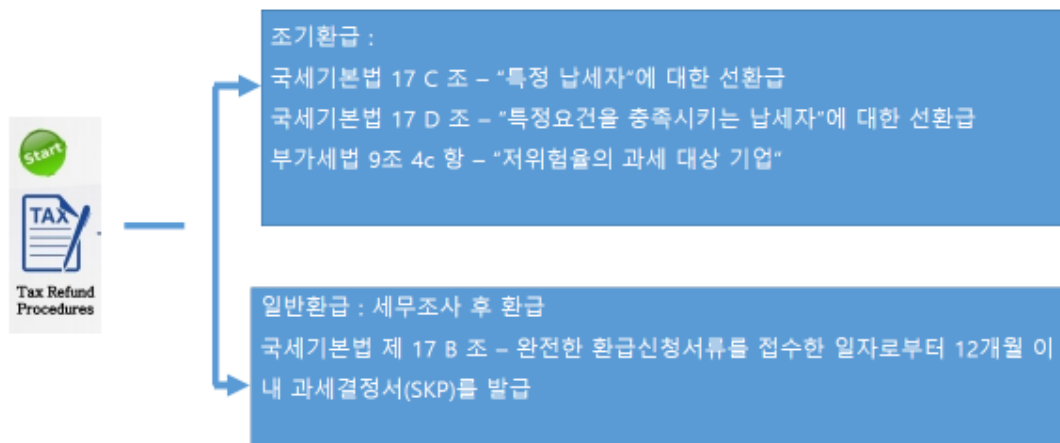 Start
TAX
Tax Refund
Procedures
조기환급 :
국세기본법 17 C 조 – “특정 납세자”에 대한 선환급
국세기본법 17 D 조 – “특정요건을 충족시키는 납세자”에 대한 선환급
부가세법 9조 4c 항 – “저위험율의 과세 대상 기업“
일반환급 : 세무조사 후 환급
국세기본법 제 17 B 조 – 완전한 환급신청서류를 접수한 일자로부터 12개월 이
내 과세결정서(SKP)를 발급